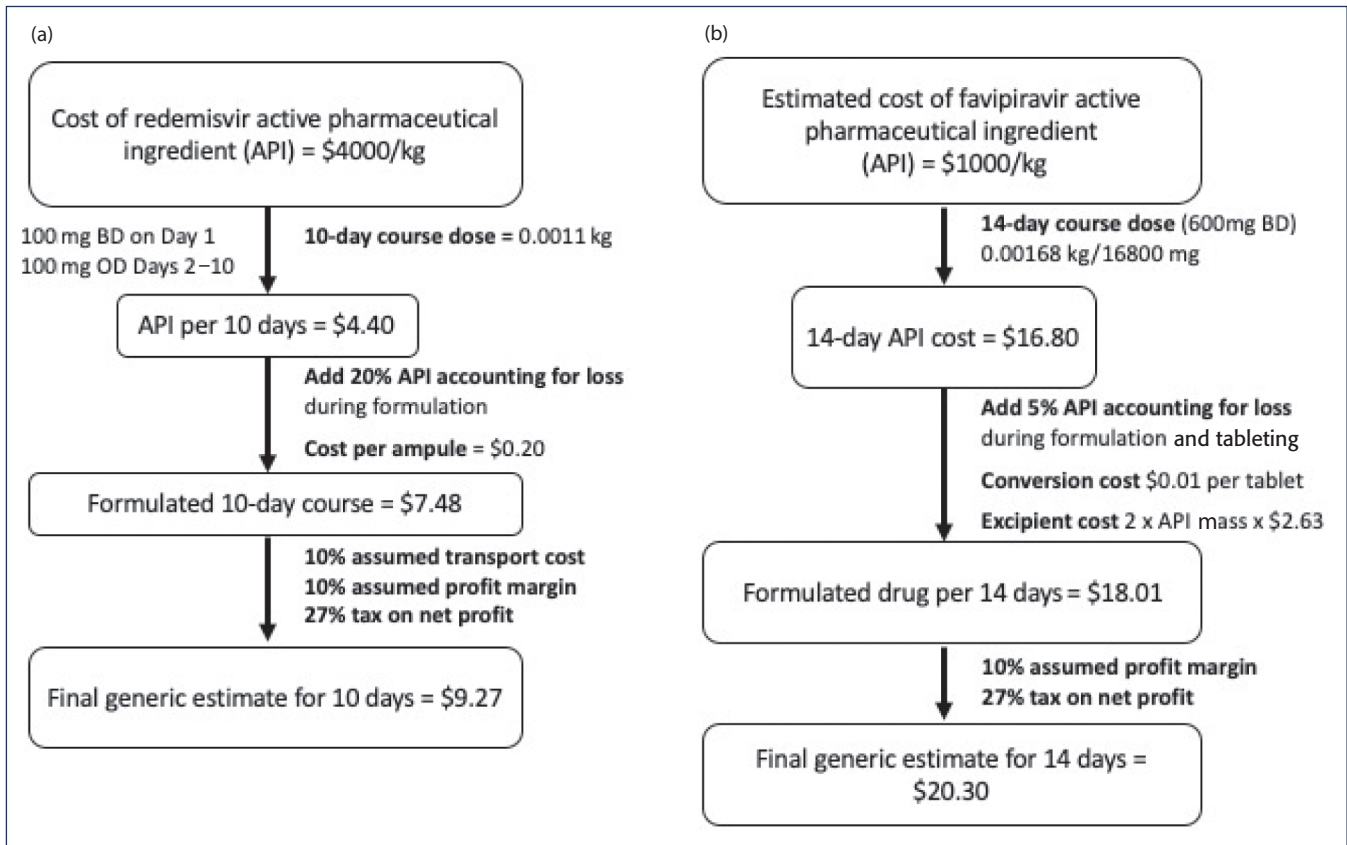 (a)
Cost of redemisvir active pharmaceutical
ingredient (API) = $4000/kg
100 mg BD on Day 1
100 mg OD Days 2–10
10-day course dose = 0.0011 kg
API per 10 days = $4.40
Add 20% API accounting for loss
during formulation
Cost per ampule = $0.20
Formulated 10-day course = $7.48
10% assumed transport cost
10% assumed profit margin
27% tax on net profit
Final generic estimate for 10 days = $9.27
(b)
Estimated cost of favipiravir active
pharmaceutical ingredient
(API) = $1000/kg
14-day course dose (600mg BD)
0.00168 kg/16800 mg
14-day API cost = $16.80
Add 5% API accounting for loss
during formulation and tableting
Conversion cost $0.01 per tablet
Excipient cost 2 x API mass x $2.63
Formulated drug per 14 days = $18.01
10% assumed profit margin
27% tax on net profit
Final generic estimate for 14 days =
$20.30